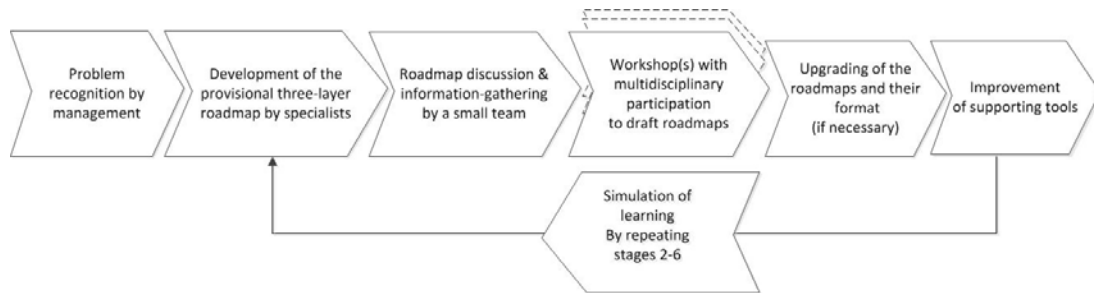 Problem
recognition by
management
Development of the
provisional three-layer
roadmap by specialists
Roadmap discussion &
information-gathering
by a small team
Workshop(s) with
multidisciplinary
participation
to draft roadmaps
Upgrading of the
roadmaps and their
format
(if necessary)
Improvement
of supporting tools
Simulation of
learning
By repeating
stages 2-6